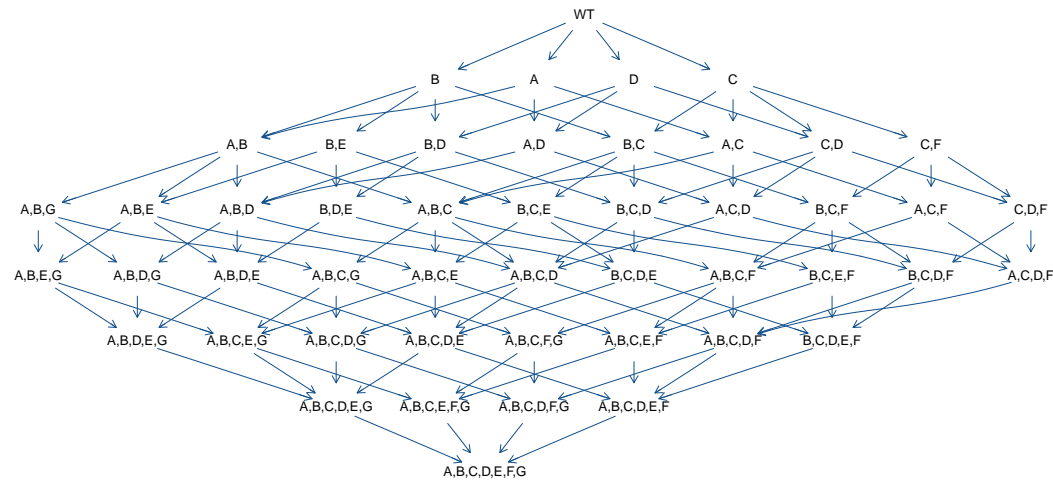 WT
B A D C
A,B B,E B,D A,D B,C A,C C,D C,F
A,B,G A,B,E A,B,D B,D,E A,B,C B,C,E B,C,D A,C,D B,C,F A,C,F C,D,F
A,B,E,G A,B,D,G A,B,D,E A,B,C,G A,B,C,E A,B,C,D B,C,D,E A,B,C,F B,C,E,F B,C,D,F A,C,D,F
A,B,D,E,G A,B,C,E,G A,B,C,D,G A,B,C,D,E A,B,C,F,G A,B,C,E,F A,B,C,D,F B,C,D,E,F
A,B,C,D,E,G A,B,C,E,F,G A,B,C,D,F,G A,B,C,D,E,F
A,B,C,D,E,F,G